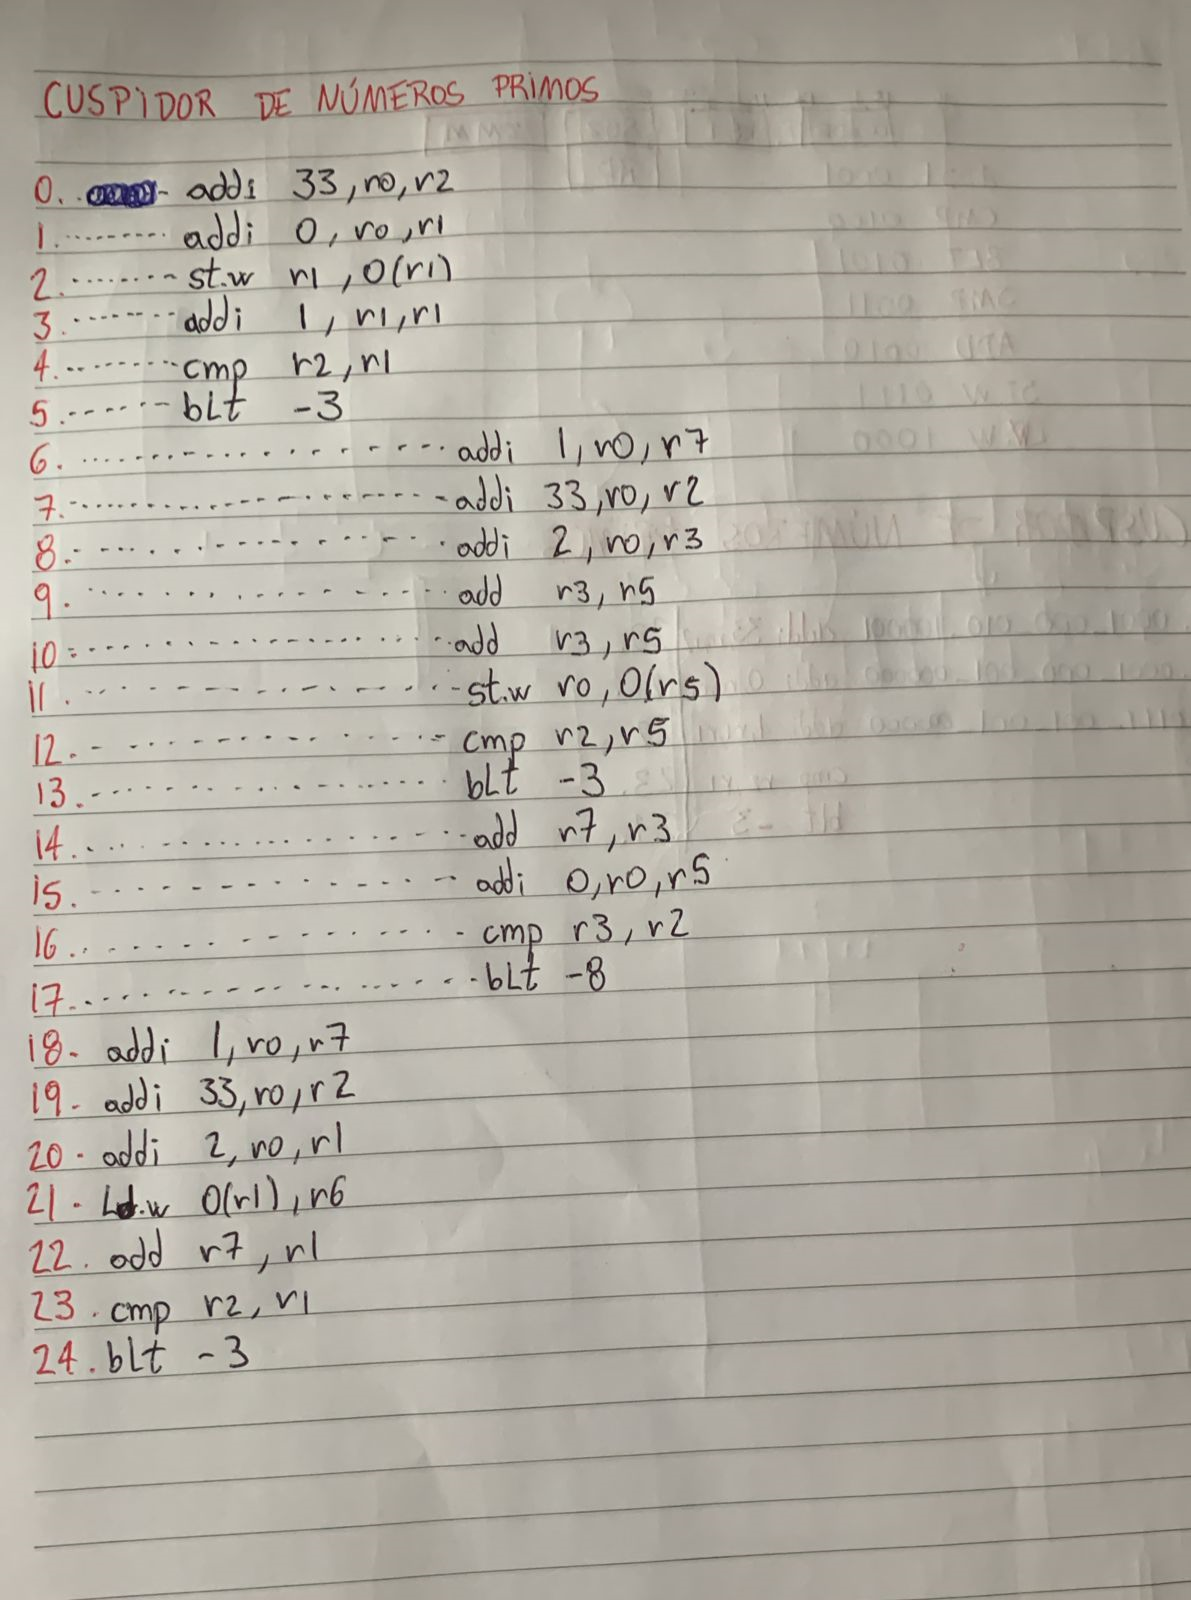 CUSPIDOR DE NÚMEROS PRIMOS
0. addi 33, r0, r2
1. addi 0, r0, r1
2. st.w r1, 0(r1)
3. addi 1, r1, r1
4. cmp r2, r1
5. bLt -3
6. addi 1, r0, r7
7. addi 33, r0, r2
8. addi 2, r0, r3
9. add r3, r5
10. add r3, r5
11. st.w r0, 0(r5)
12. cmp r2, r5
13. bLt -3
14. add r7, r3
15. addi 0, r0, r5
16. cmp r3, r2
17. bLt -8
18. addi 1, r0, r7
19. addi 33, r0, r2
20. addi 2, r0, r1
21. Ld.w 0(r1), r6
22. add r7, r1
23. cmp r2, r1
24. bLt -3